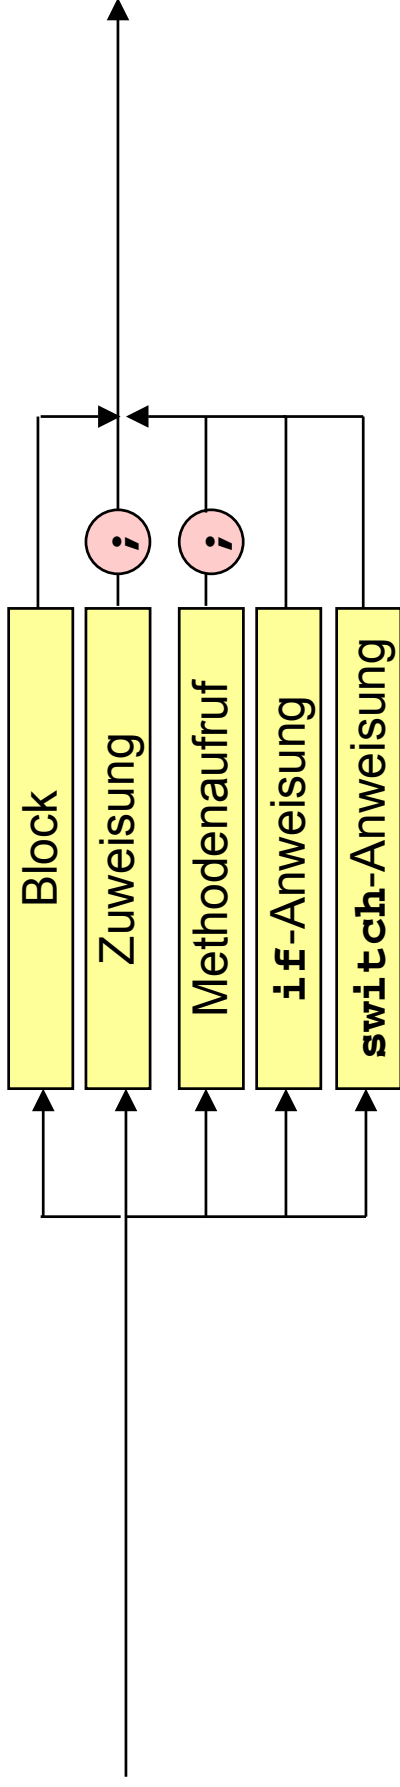 Block
Zuweisung
;
Methodenaufruf
;
if-Anweisung
switch-Anweisung